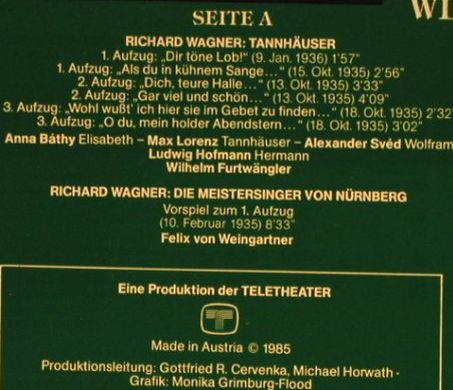 WI
SEITE A
RICHARD WAGNER: TANNHÄUSER
1. Aufzug: „Dir töne Lob!“ (9. Jan. 1936) 1'57"
1. Aufzug: „Als du in kühnem Sange...“ (15. Okt. 1935) 2'56"
2. Aufzug: „Dich, teure Halle...“ (13. Okt. 1935) 3'33"
2. Aufzug: „Gar viel und schön...“ (13. Okt. 1935) 4'09"
3. Aufzug: „Wohl wußt' ich hier sie im Gebet zu finden...“ (18. Okt. 1935) 2'32"
3. Aufzug: „O du, mein holder Abendstern...“ (18. Okt. 1935) 3'02"
Anna Báthy Elisabeth – Max Lorenz Tannhäuser – Alexander Svéd Wolfram
Ludwig Hofmann Hermann
Wilhelm Furtwängler
RICHARD WAGNER: DIE MEISTERSINGER VON NÜRNBERG
Vorspiel zum 1. Aufzug
(10. Februar 1935) 8'33"
Felix von Weingartner
Eine Produktion der TELETHEATER
T
Made in Austria © 1985
Produktionsleitung: Gottfried R. Cervenka, Michael Horwath ·
Grafik: Monika Grimburg-Flood